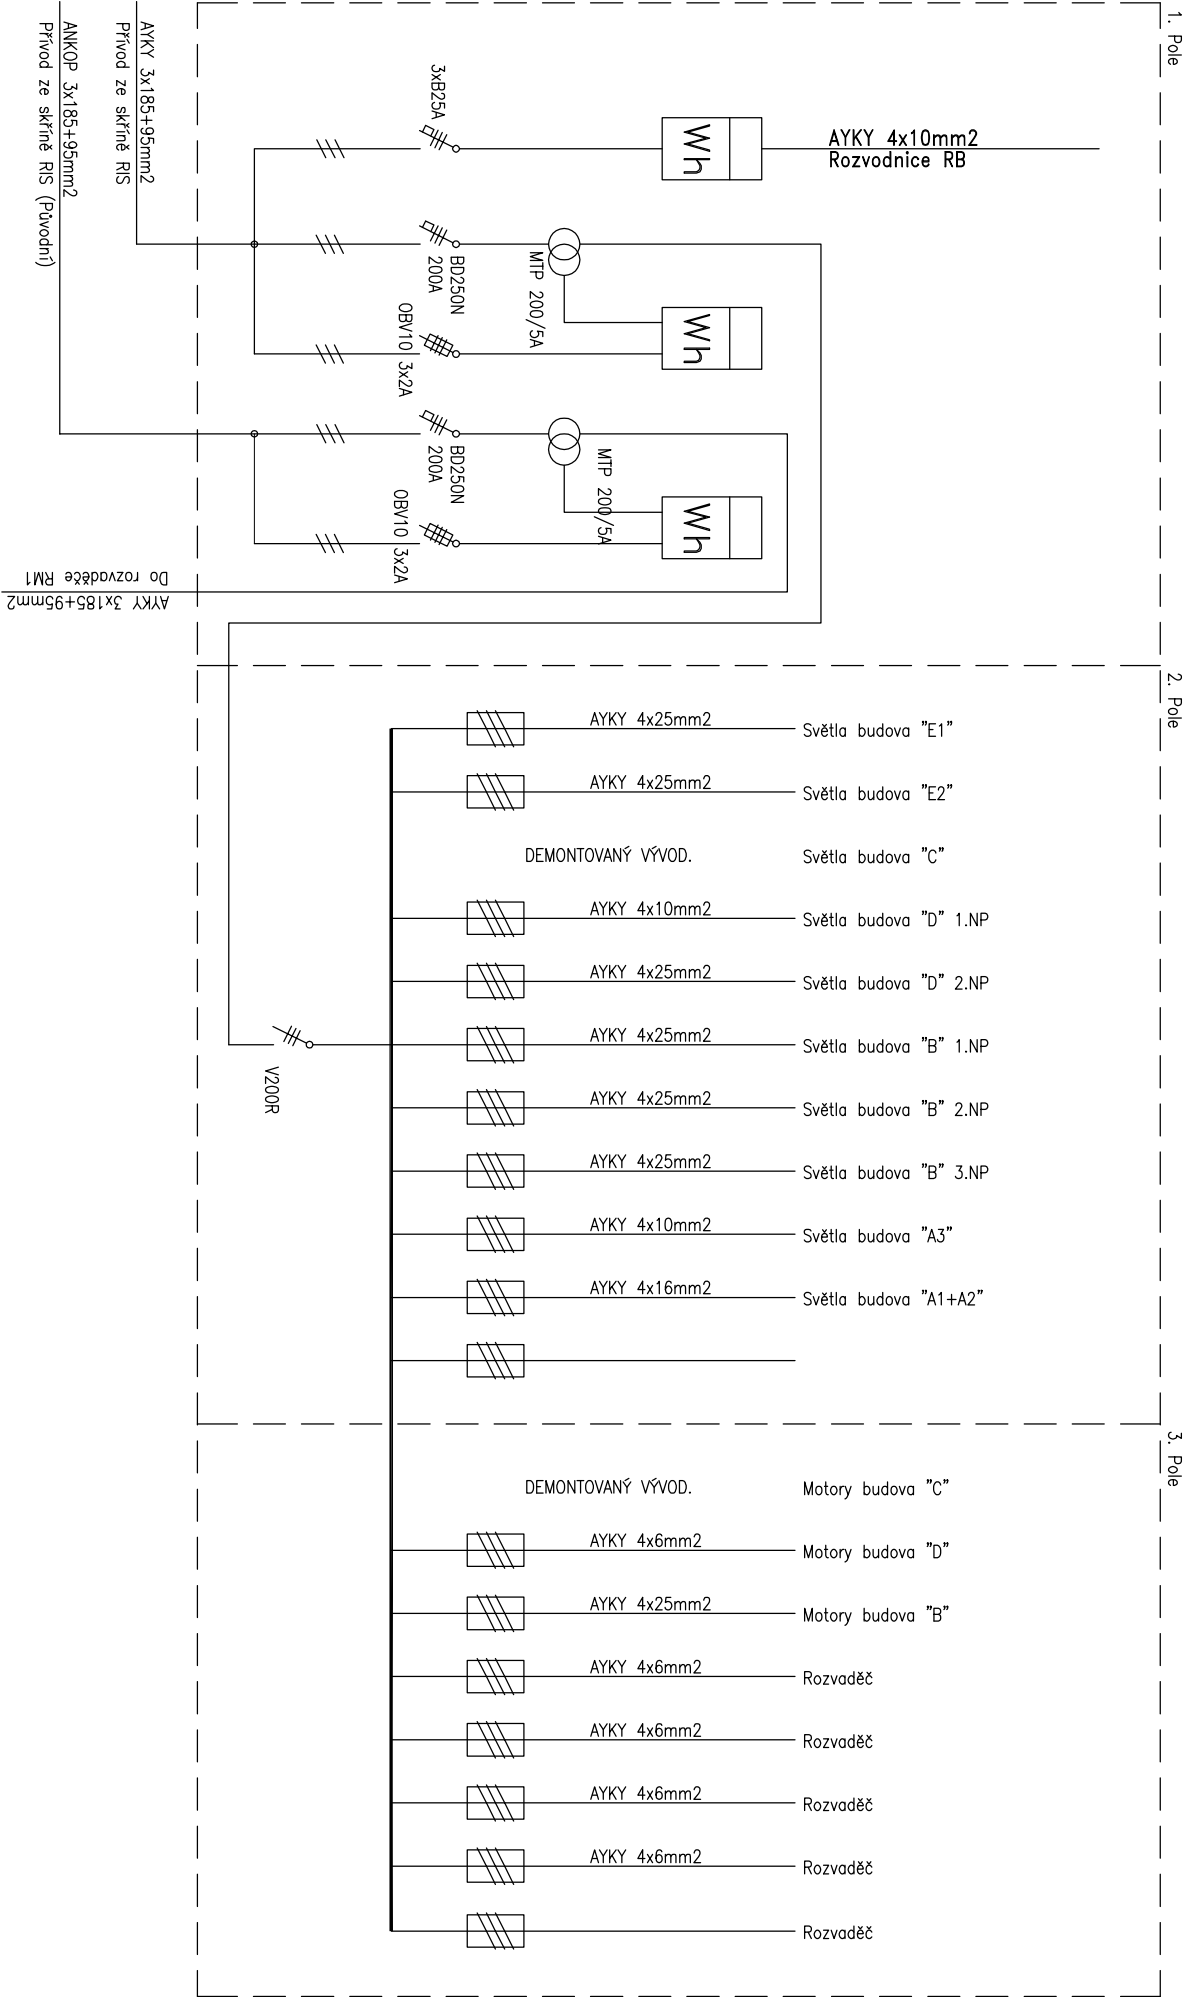 1. Pole
AYKY 3x185+95mm2
Přívod ze skříně RIS
ANKOP 3x185+95mm2
Přívod ze skříně RIS (Původní)
3xB25A
Wh
AYKY 4x10mm2
Rozvodnice RB
BD250N
200A
MTP 200/5A
OBV10 3x2A
Wh
BD250N
200A
MTP 200/5A
OBV10 3x2A
Wh
Do rozvaděče RM1
AYKY 3x185+95mm2
2. Pole
AYKY 4x25mm2 Světla budova "E1"
AYKY 4x25mm2 Světla budova "E2"
DEMONTOVANÝ VÝVOD. Světla budova "C"
AYKY 4x10mm2 Světla budova "D" 1.NP
AYKY 4x25mm2 Světla budova "D" 2.NP
AYKY 4x25mm2 Světla budova "B" 1.NP
V200R
AYKY 4x25mm2 Světla budova "B" 2.NP
AYKY 4x25mm2 Světla budova "B" 3.NP
AYKY 4x10mm2 Světla budova "A3"
AYKY 4x16mm2 Světla budova "A1+A2"
3. Pole
DEMONTOVANÝ VÝVOD. Motory budova "C"
AYKY 4x6mm2 Motory budova "D"
AYKY 4x25mm2 Motory budova "B"
AYKY 4x6mm2 Rozvaděč
AYKY 4x6mm2 Rozvaděč
AYKY 4x6mm2 Rozvaděč
AYKY 4x6mm2 Rozvaděč
Rozvaděč